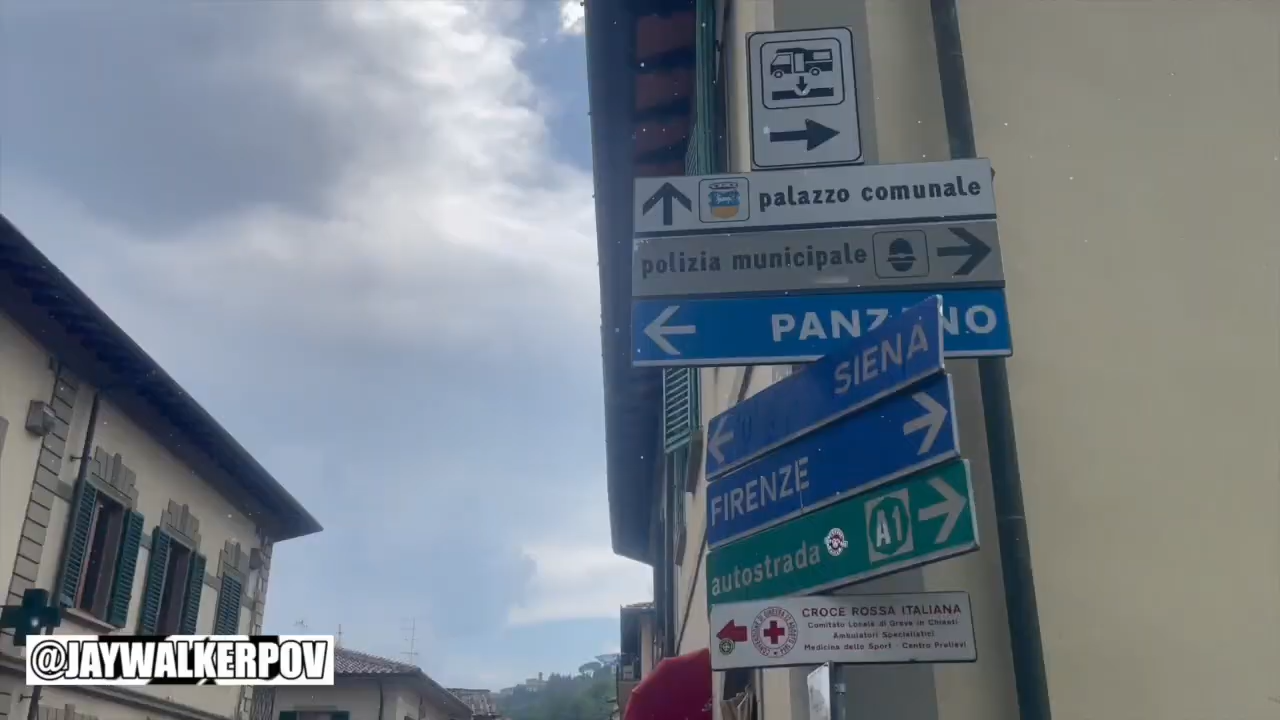 palazzo comunale
polizia municipale
PANZANO
SIENA
FIRENZE
autostrada A1
CROCE ROSSA ITALIANA
Comitato Locale di Greve in Chianti
Ambulatori Specialistici
Medicina dello Sport - Centro Prelievi
@JAYWALKERPOV